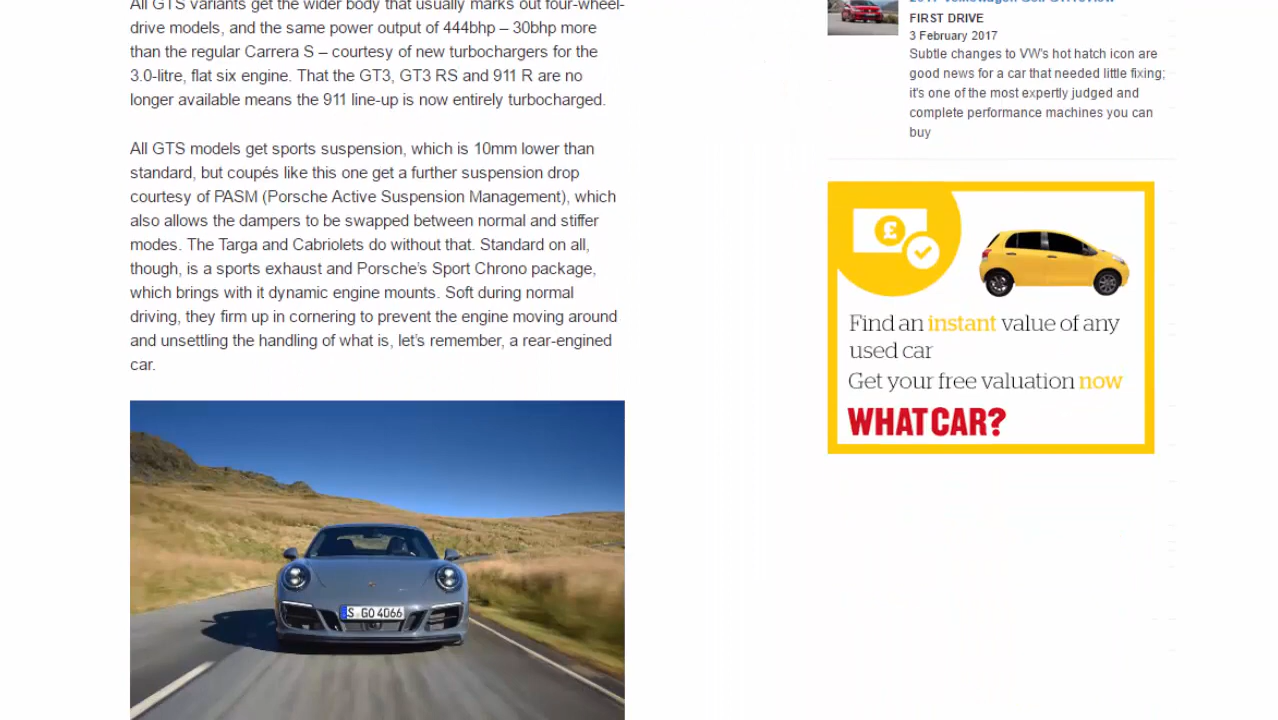 All GTS variants get the wider body that usually marks out four-wheel-
drive models, and the same power output of 444bhp – 30bhp more
than the regular Carrera S – courtesy of new turbochargers for the
3.0-litre, flat six engine. That the GT3, GT3 RS and 911 R are no
longer available means the 911 line-up is now entirely turbocharged.
All GTS models get sports suspension, which is 10mm lower than
standard, but coupés like this one get a further suspension drop
courtesy of PASM (Porsche Active Suspension Management), which
also allows the dampers to be swapped between normal and stiffer
modes. The Targa and Cabriolets do without that. Standard on all,
though, is a sports exhaust and Porsche's Sport Chrono package,
which brings with it dynamic engine mounts. Soft during normal
driving, they firm up in cornering to prevent the engine moving around
and unsettling the handling of what is, let's remember, a rear-engined
car.
S GO 4066
FIRST DRIVE
3 February 2017
Subtle changes to VW's hot hatch icon are
good news for a car that needed little fixing;
it's one of the most expertly judged and
complete performance machines you can
buy
£
Find an instant value of any
used car
Get your free valuation now
WHAT CAR?